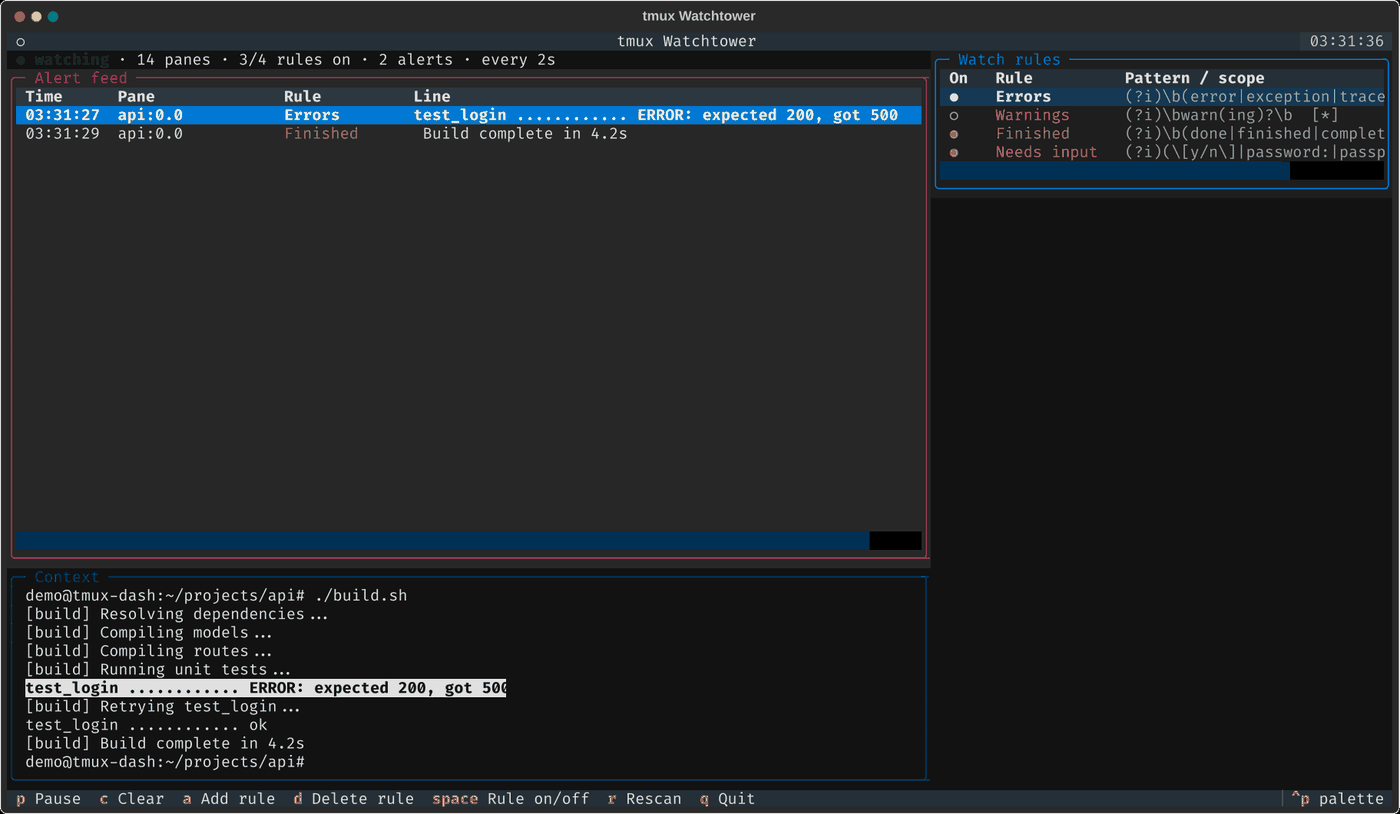 tmux Watchtower
○ tmux Watchtower 03:31:36
● watching · 14 panes · 3/4 rules on · 2 alerts · every 2s
Alert feed
Time Pane Rule Line
03:31:27 api:0.0 Errors test_login ............ ERROR: expected 200, got 500
03:31:29 api:0.0 Finished Build complete in 4.2s
Watch rules
On Rule Pattern / scope
● Errors (?i)\b(error|exception|trace
○ Warnings (?i)\bwarn(ing)?\b [*]
● Finished (?i)\b(done|finished|complet
● Needs input (?i)(\[y/n\]|password:|passp
Context
demo@tmux-dash:~/projects/api# ./build.sh
[build] Resolving dependencies...
[build] Compiling models...
[build] Compiling routes...
[build] Running unit tests...
test_login ............ ERROR: expected 200, got 500
[build] Retrying test_login...
test_login ............ ok
[build] Build complete in 4.2s
demo@tmux-dash:~/projects/api#
p Pause c Clear a Add rule d Delete rule space Rule on/off r Rescan q Quit ^p palette